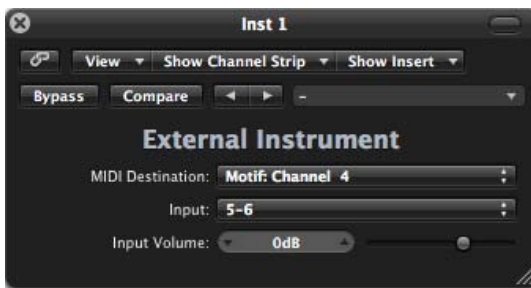 Inst 1
View Show Channel Strip Show Insert
Bypass Compare -
External Instrument
MIDI Destination: Motif: Channel 4
Input: 5-6
Input Volume: 0dB